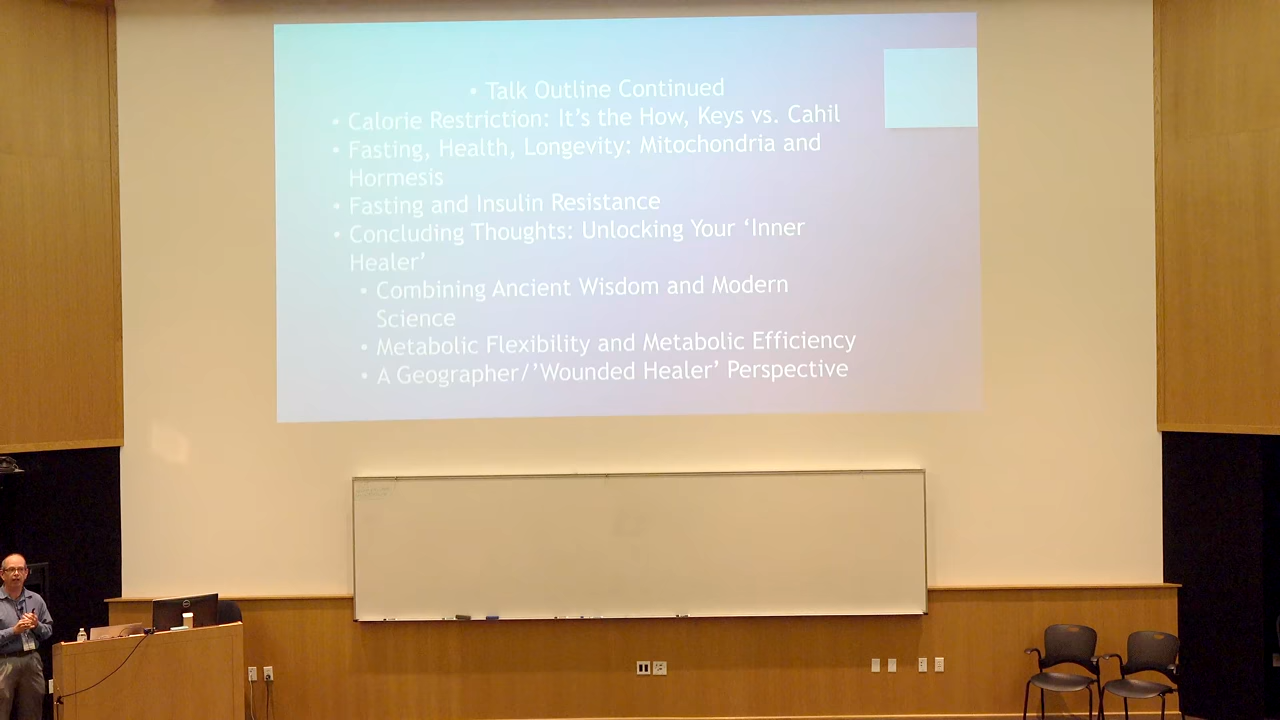 • Talk Outline Continued
• Calorie Restriction: It's the How, Keys vs. Cahil
• Fasting, Health, Longevity: Mitochondria and
Hormesis
• Fasting and Insulin Resistance
• Concluding Thoughts: Unlocking Your ‘Inner
Healer’
• Combining Ancient Wisdom and Modern
Science
• Metabolic Flexibility and Metabolic Efficiency
• A Geographer/’Wounded Healer’ Perspective